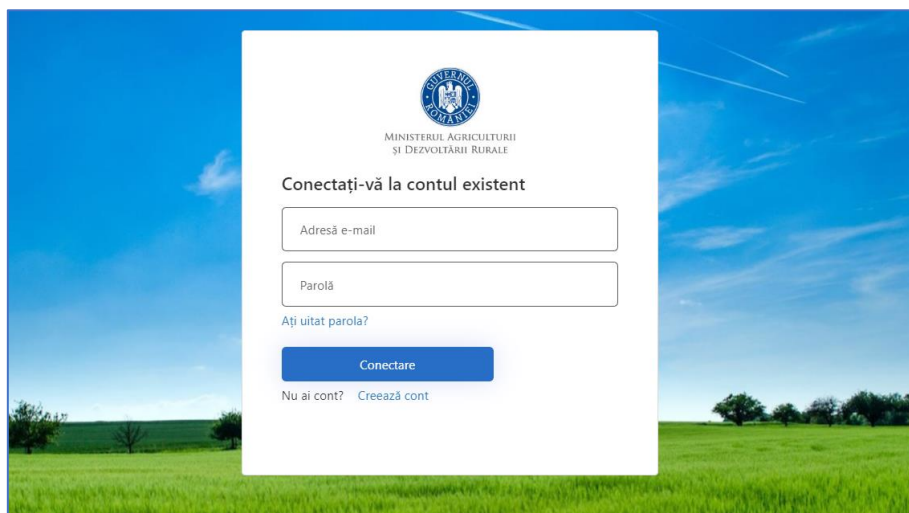 GUVERNUL ROMÂNIEI
MINISTERUL AGRICULTURII
ȘI DEZVOLTĂRII RURALE
Conectați-vă la contul existent
Adresă e-mail
Parolă
Ați uitat parola?
Conectare
Nu ai cont? Creează cont